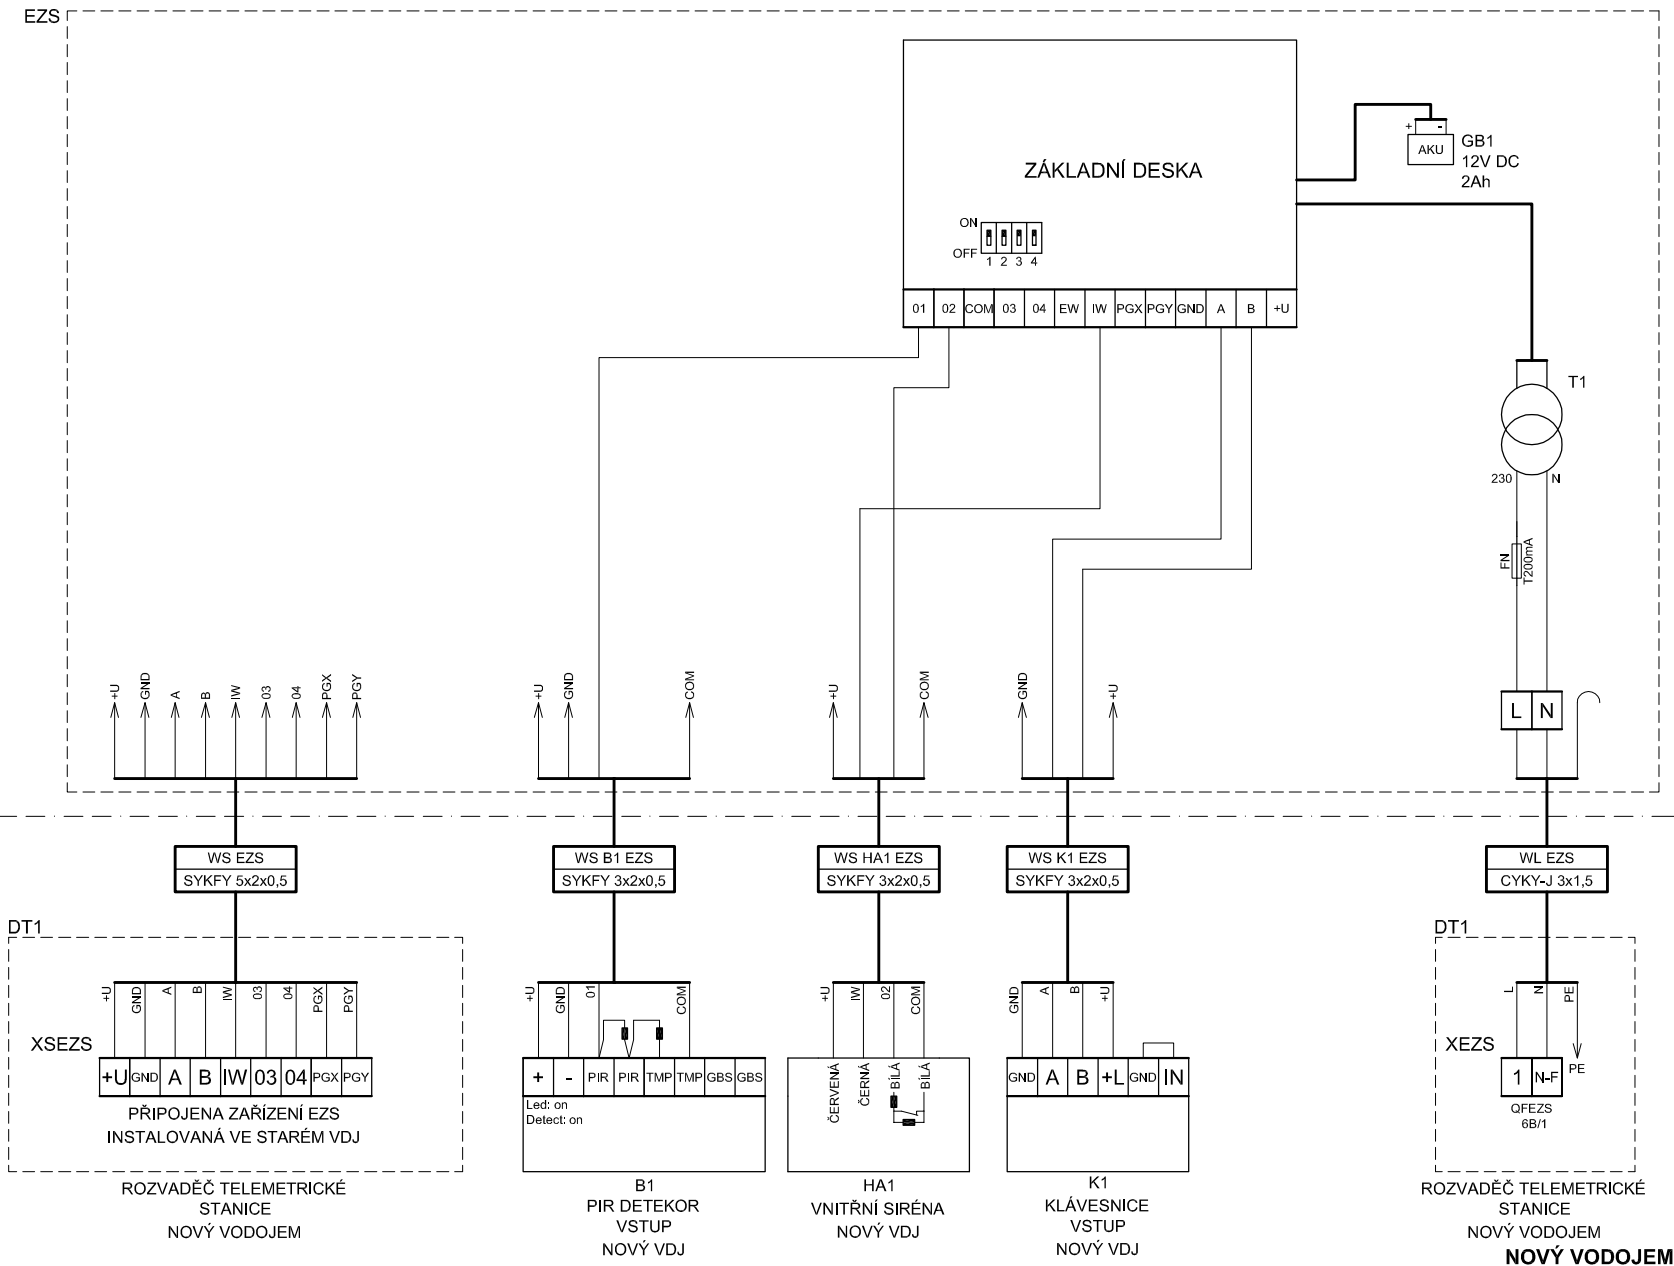 EZS
ZÁKLADNÍ DESKA
+ -
AKU
GB1
12V DC
2Ah
ON
OFF
1 2 3 4
01 02 COM 03 04 EW IW PGX PGY GND A B +U
T1
230 N
FN
T200mA
L N
+U GND A B IW 03 04 PGX PGY
+U GND COM
+U COM
GND +U
WS EZS
SYKFY 5x2x0,5
WS B1 EZS
SYKFY 3x2x0,5
WS HA1 EZS
SYKFY 3x2x0,5
WS K1 EZS
SYKFY 3x2x0,5
WL EZS
CYKY-J 3x1,5
DT1
+U GND A B IW 03 04 PGX PGY
XSEZS
+U GND A B IW 03 04 PGX PGY
PŘIPOJENA ZAŘÍZENÍ EZS
INSTALOVANÁ VE STARÉM VDJ
ROZVADĚČ TELEMETRICKÉ
STANICE
NOVÝ VODOJEM
+U GND 01 COM
+ - PIR PIR TMP TMP GBS GBS
Led: on
Detect: on
B1
PIR DETEKOR
VSTUP
NOVÝ VDJ
+U IW 02 COM
ČERVENÁ ČERNÁ BÍLÁ BÍLÁ
HA1
VNITŘNÍ SIRÉNA
NOVÝ VDJ
GND A B +U
GND A B +L GND IN
K1
KLÁVESNICE
VSTUP
NOVÝ VDJ
DT1
L N PE
XEZS
1 N-F
PE
QFEZS
6B/1
ROZVADĚČ TELEMETRICKÉ
STANICE
NOVÝ VODOJEM
NOVÝ VODOJEM